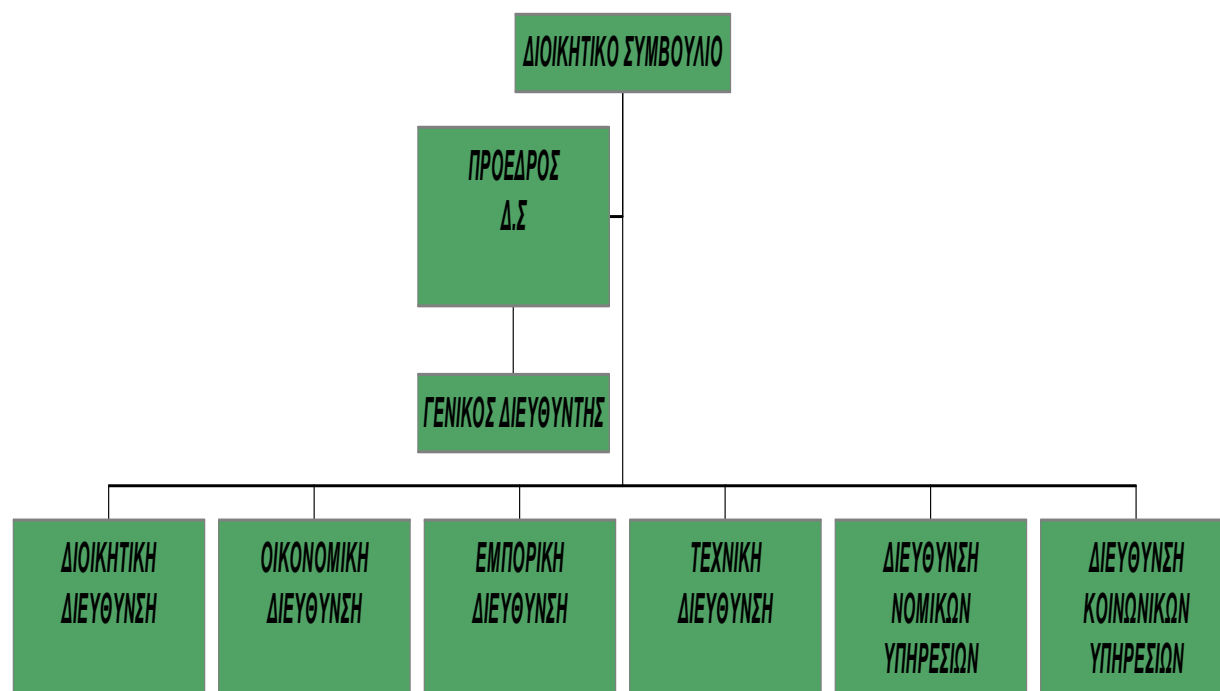 ΔΙΟΙΚΗΤΙΚΟ ΣΥΜΒΟΥΛΙΟ
ΠΡΟΕΔΡΟΣ
Δ.Σ
ΓΕΝΙΚΟΣ ΔΙΕΥΘΥΝΤΗΣ
ΔΙΟΙΚΗΤΙΚΗ
ΔΙΕΥΘΥΝΣΗ
ΟΙΚΟΝΟΜΙΚΗ
ΔΙΕΥΘΥΝΣΗ
ΕΜΠΟΡΙΚΗ
ΔΙΕΥΘΥΝΣΗ
ΤΕΧΝΙΚΗ
ΔΙΕΥΘΥΝΣΗ
ΔΙΕΥΘΥΝΣΗ
ΝΟΜΙΚΩΝ
ΥΠΗΡΕΣΙΩΝ
ΔΙΕΥΘΥΝΣΗ
ΚΟΙΝΩΝΙΚΩΝ
ΥΠΗΡΕΣΙΩΝ